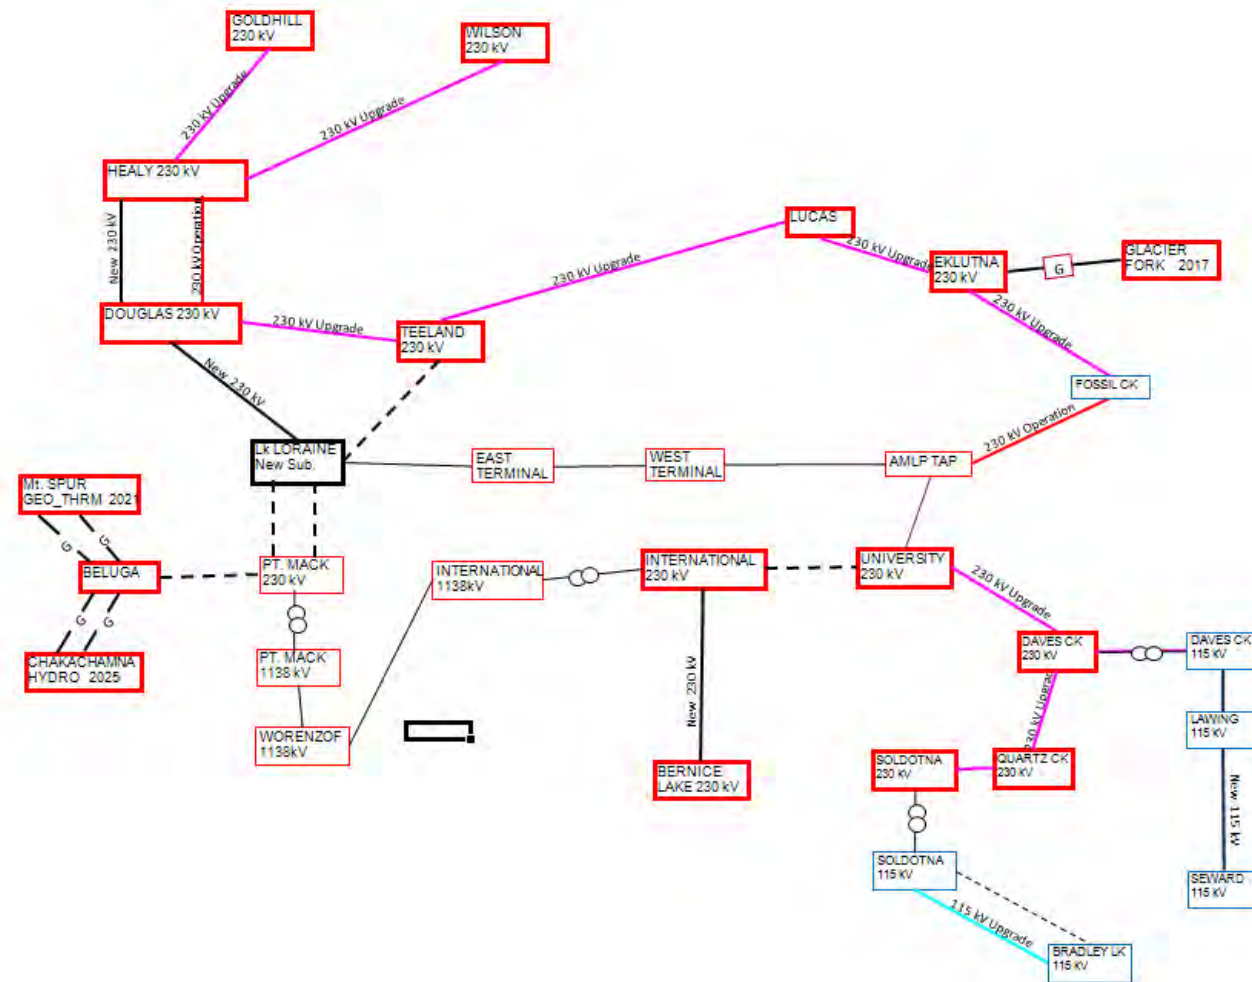 GOLDHILL
230 kV
WILSON
230 kV
230 kV Upgrade
230 kV Upgrade
HEALY 230 kV
New 230 kV
230 kV Operation
LUCAS
230 kV Upgrade
EKLUTNA
230 kV
G
GLACIER
FORK 2017
230 kV Upgrade
DOUGLAS 230 kV
230 kV Upgrade
TEELAND
230 kV
230 kV Upgrade
New 230 kV
FOSSIL CK
230 kV Operation
Lk LORAINE
New Sub.
EAST
TERMINAL
WEST
TERMINAL
AMLP TAP
Mt. SPUR
GEO_THRM 2021
G
G
BELUGA
PT. MACK
230 kV
INTERNATIONAL
1138kV
INTERNATIONAL
230 kV
UNIVERSITY
230 kV
230 kV Upgrade
G
G
CHAKACHAMNA
HYDRO 2025
PT. MACK
1138 kV
DAVES CK
230 kV
DAVES CK
115 kV
New 230 kV
230 kV Upgrade
LAWING
115 kV
WORENZOF
1138kV
BERNICE
LAKE 230 kV
SOLDOTNA
230 kV
QUARTZ CK
230 kV
New 115 kV
SOLDOTNA
115 kV
SEWARD
115 kV
115 kV Upgrade
BRADLEY LK
115 kV